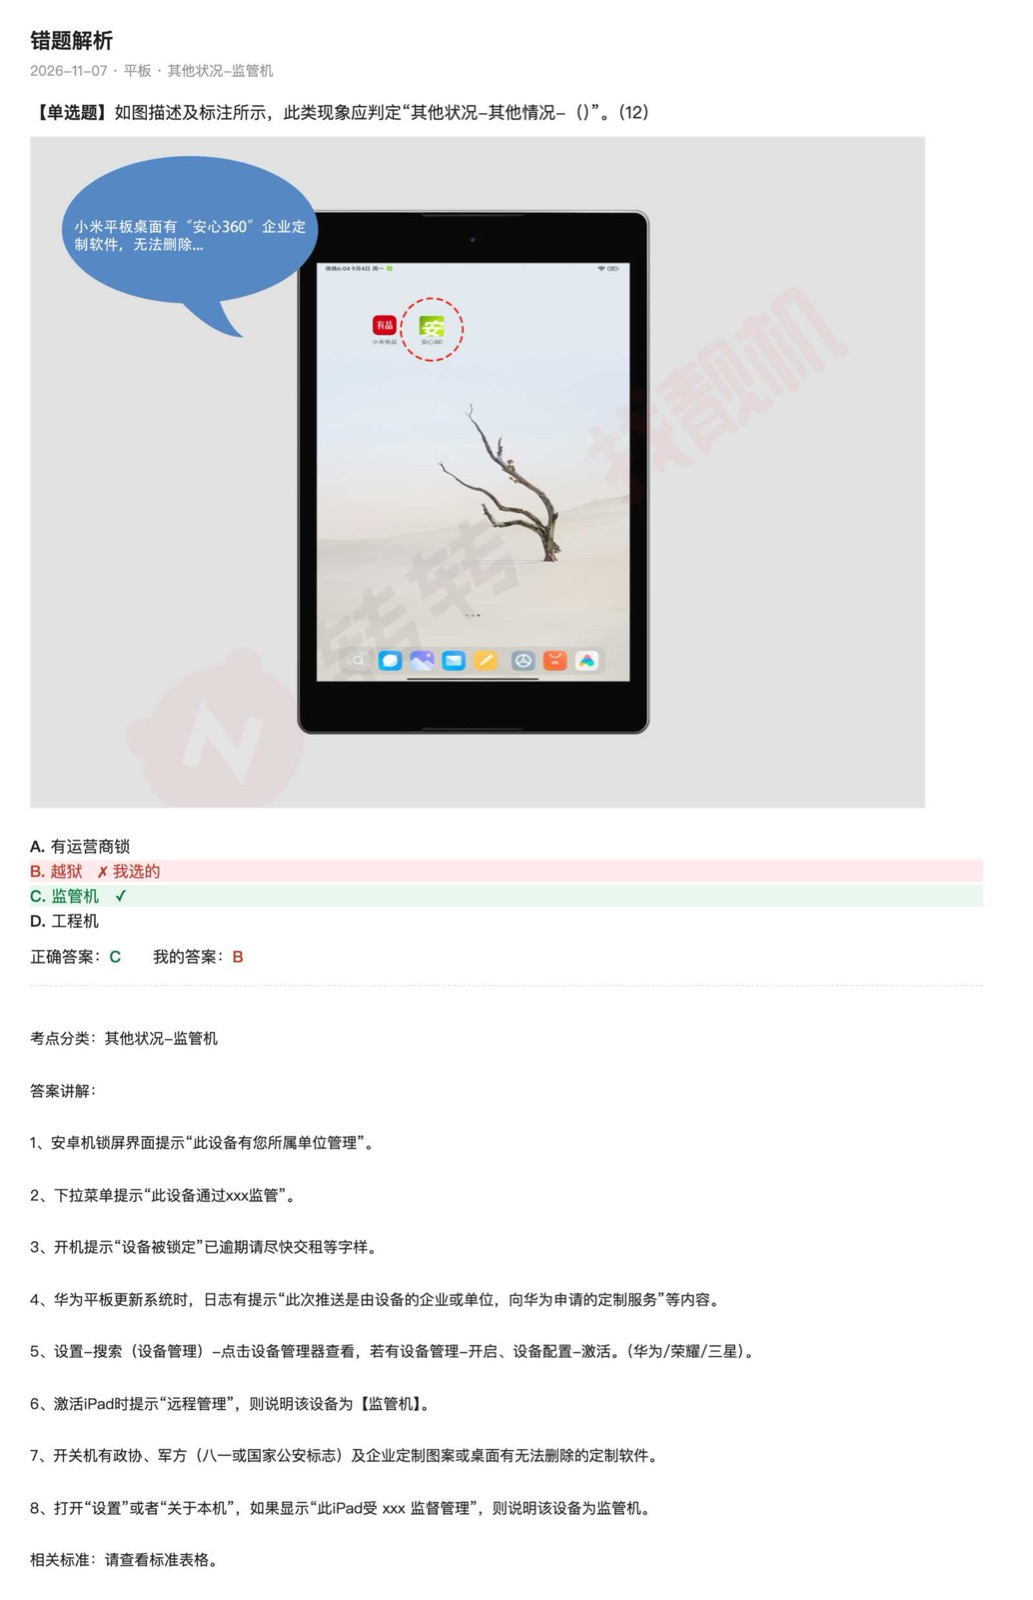 错题解析
2026-11-07 · 平板 · 其他状况-监管机
【单选题】如图描述及标注所示，此类现象应判定“其他状况-其他情况-（）”。(12)
小米平板桌面有“安心360”企业定
制软件，无法删除...
有品
安
小米有品
安心360
找靓机
转转
A. 有运营商锁
B. 越狱 ✗ 我选的
C. 监管机 ✓
D. 工程机
正确答案：C 我的答案：B
考点分类：其他状况-监管机
答案讲解：
1、安卓机锁屏界面提示“此设备有您所属单位管理”。
2、下拉菜单提示“此设备通过xxx监管”。
3、开机提示“设备被锁定”已逾期请尽快交租等字样。
4、华为平板更新系统时，日志有提示“此次推送是由设备的企业或单位，向华为申请的定制服务”等内容。
5、设置-搜索（设备管理）-点击设备管理器查看，若有设备管理-开启、设备配置-激活。（华为/荣耀/三星）。
6、激活iPad时提示“远程管理”，则说明该设备为【监管机】。
7、开关机有政协、军方（八一或国家公安标志）及企业定制图案或桌面有无法删除的定制软件。
8、打开“设置”或者“关于本机”，如果显示“此iPad受 xxx 监督管理”，则说明该设备为监管机。
相关标准：请查看标准表格。